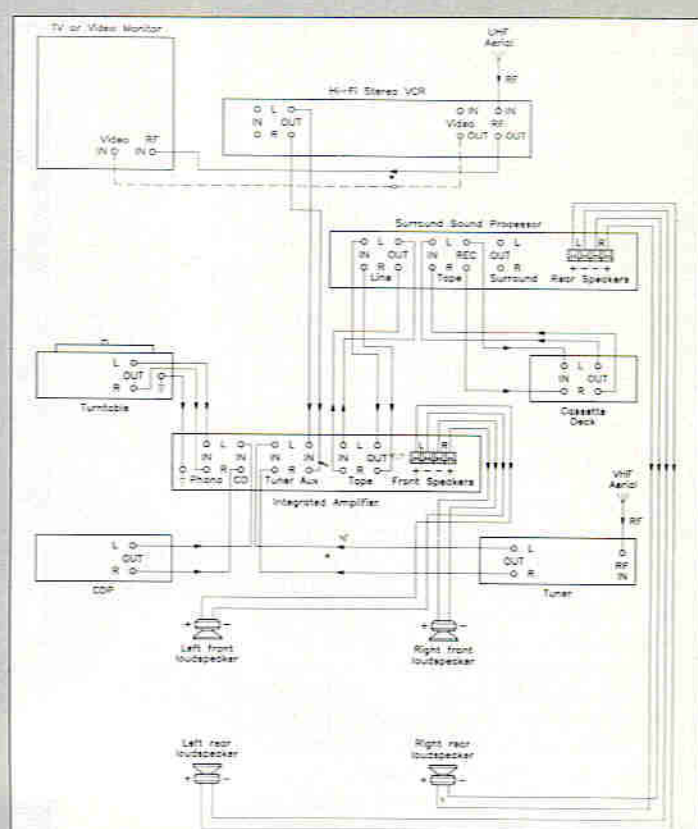 TV or Video Monitor
UHF
Aerial
RF
Hi-Fi Stereo VCR
L
IN OUT
R
IN IN
Video RF
OUT OUT
Video RF
IN IN
Surround Sound Processor
L L L L R
IN OUT IN REC OUT
R R R
Line Tape Surround Rear Speakers
+ - - +
L
OUT
R
Turntable
L
IN OUT
R
Cassette
Deck
L L L L R
IN IN IN IN IN OUT
R R R
Phono CD Tuner Aux Tape Front Speakers
+ - - +
Integrated Amplifier
VHF
Aerial
RF
L
OUT
R
CDP
L
OUT
R
RF
IN
Tuner
+ -
Left front
loudspeaker
+ -
Right front
loudspeaker
Left rear
loudspeaker
+ -
Right rear
loudspeaker
+ -